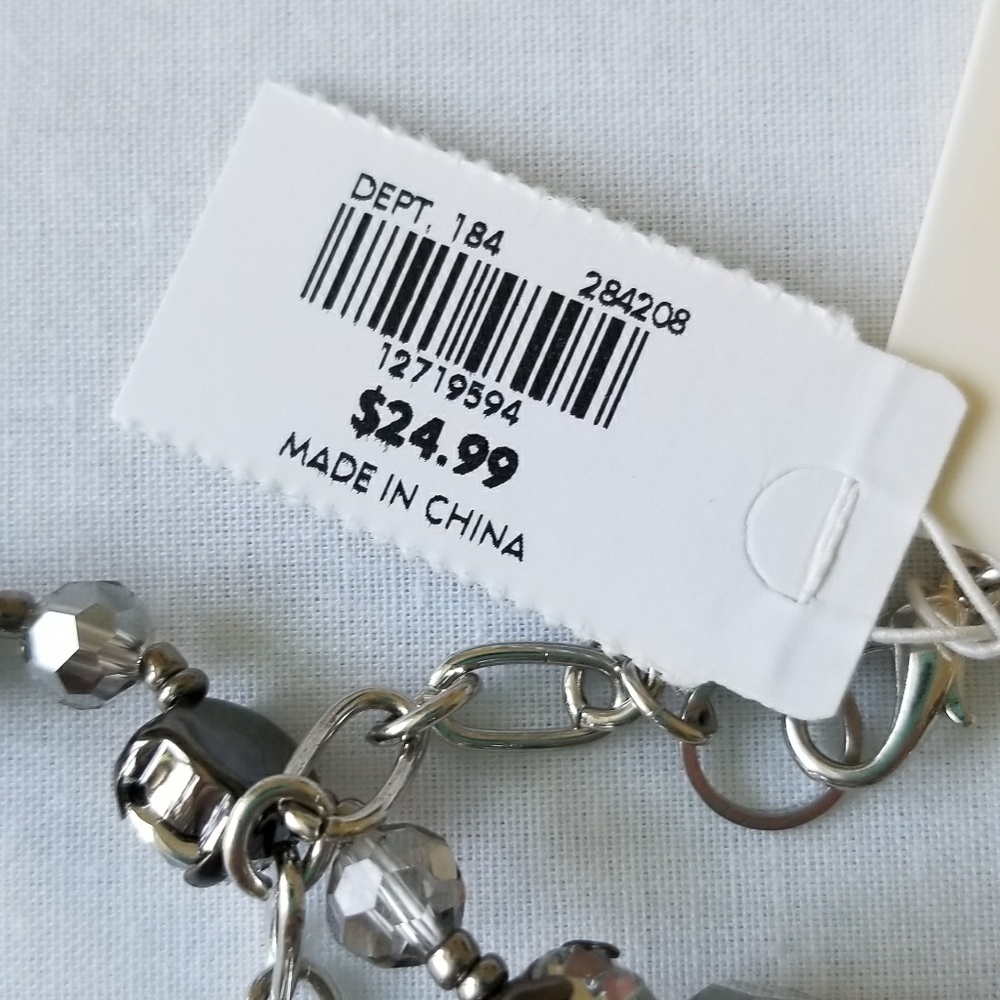 DEPT. 184
284208
12719594
$24.99
MADE IN CHINA